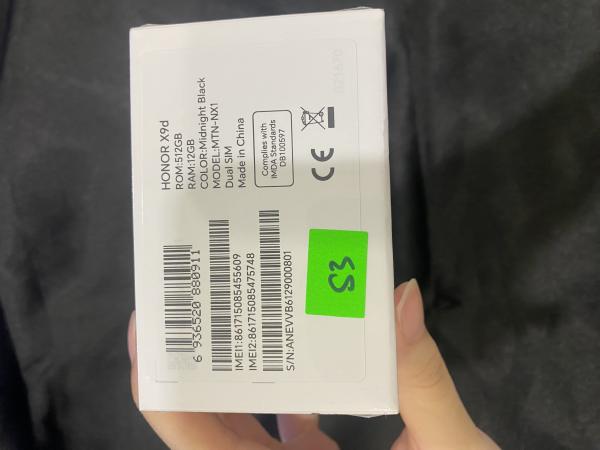 HONOR X9d
ROM:512GB
RAM:12GB
COLOR:Midnight Black
MODEL:MTN-NX1
Dual SIM
Made in China
Complies with
IMDA Standards
DB100597
CE
6 936520 880911
IMEI1:861715085455609
IMEI2:861715085475748
S/N:ANEVVB6129000801
S3